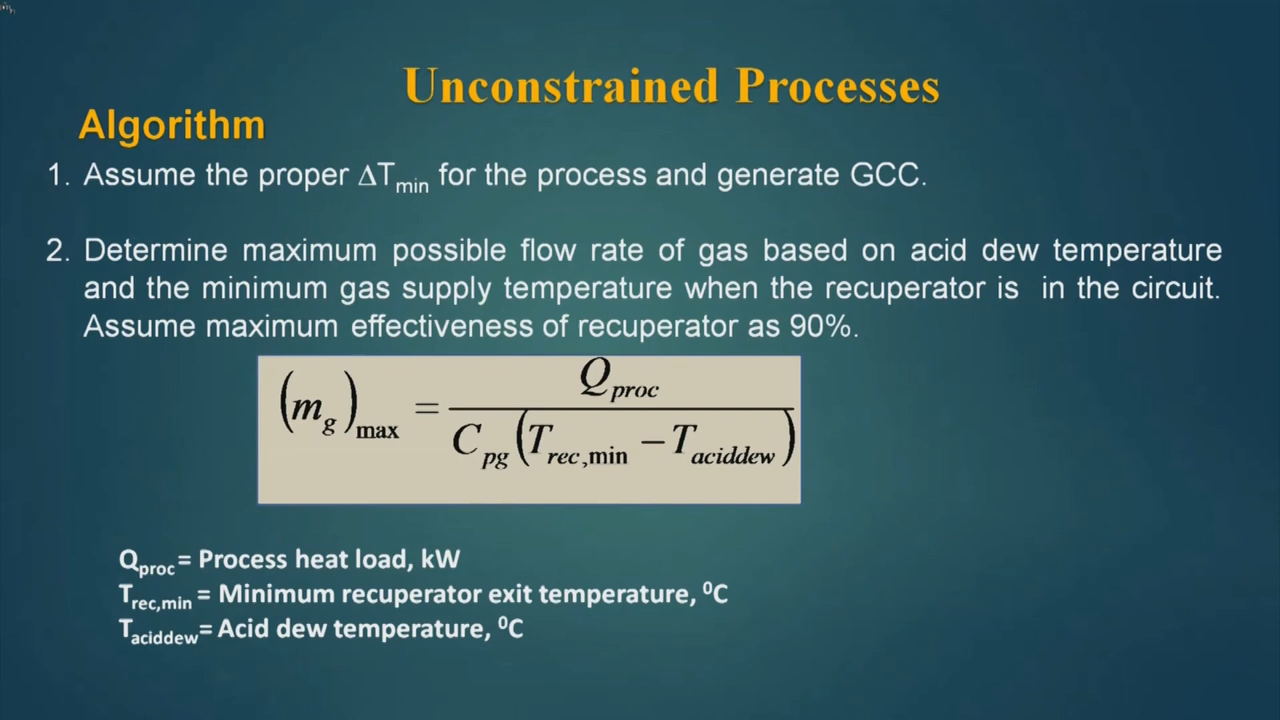 Unconstrained Processes
Algorithm
1. Assume the proper ΔTmin for the process and generate GCC.
2. Determine maximum possible flow rate of gas based on acid dew temperature
and the minimum gas supply temperature when the recuperator is in the circuit.
Assume maximum effectiveness of recuperator as 90%.
(mg)max = Qproc / Cpg(Trec,min − Taciddew)
Qproc = Process heat load, kW
Trec,min = Minimum recuperator exit temperature, ⁰C
Taciddew= Acid dew temperature, ⁰C